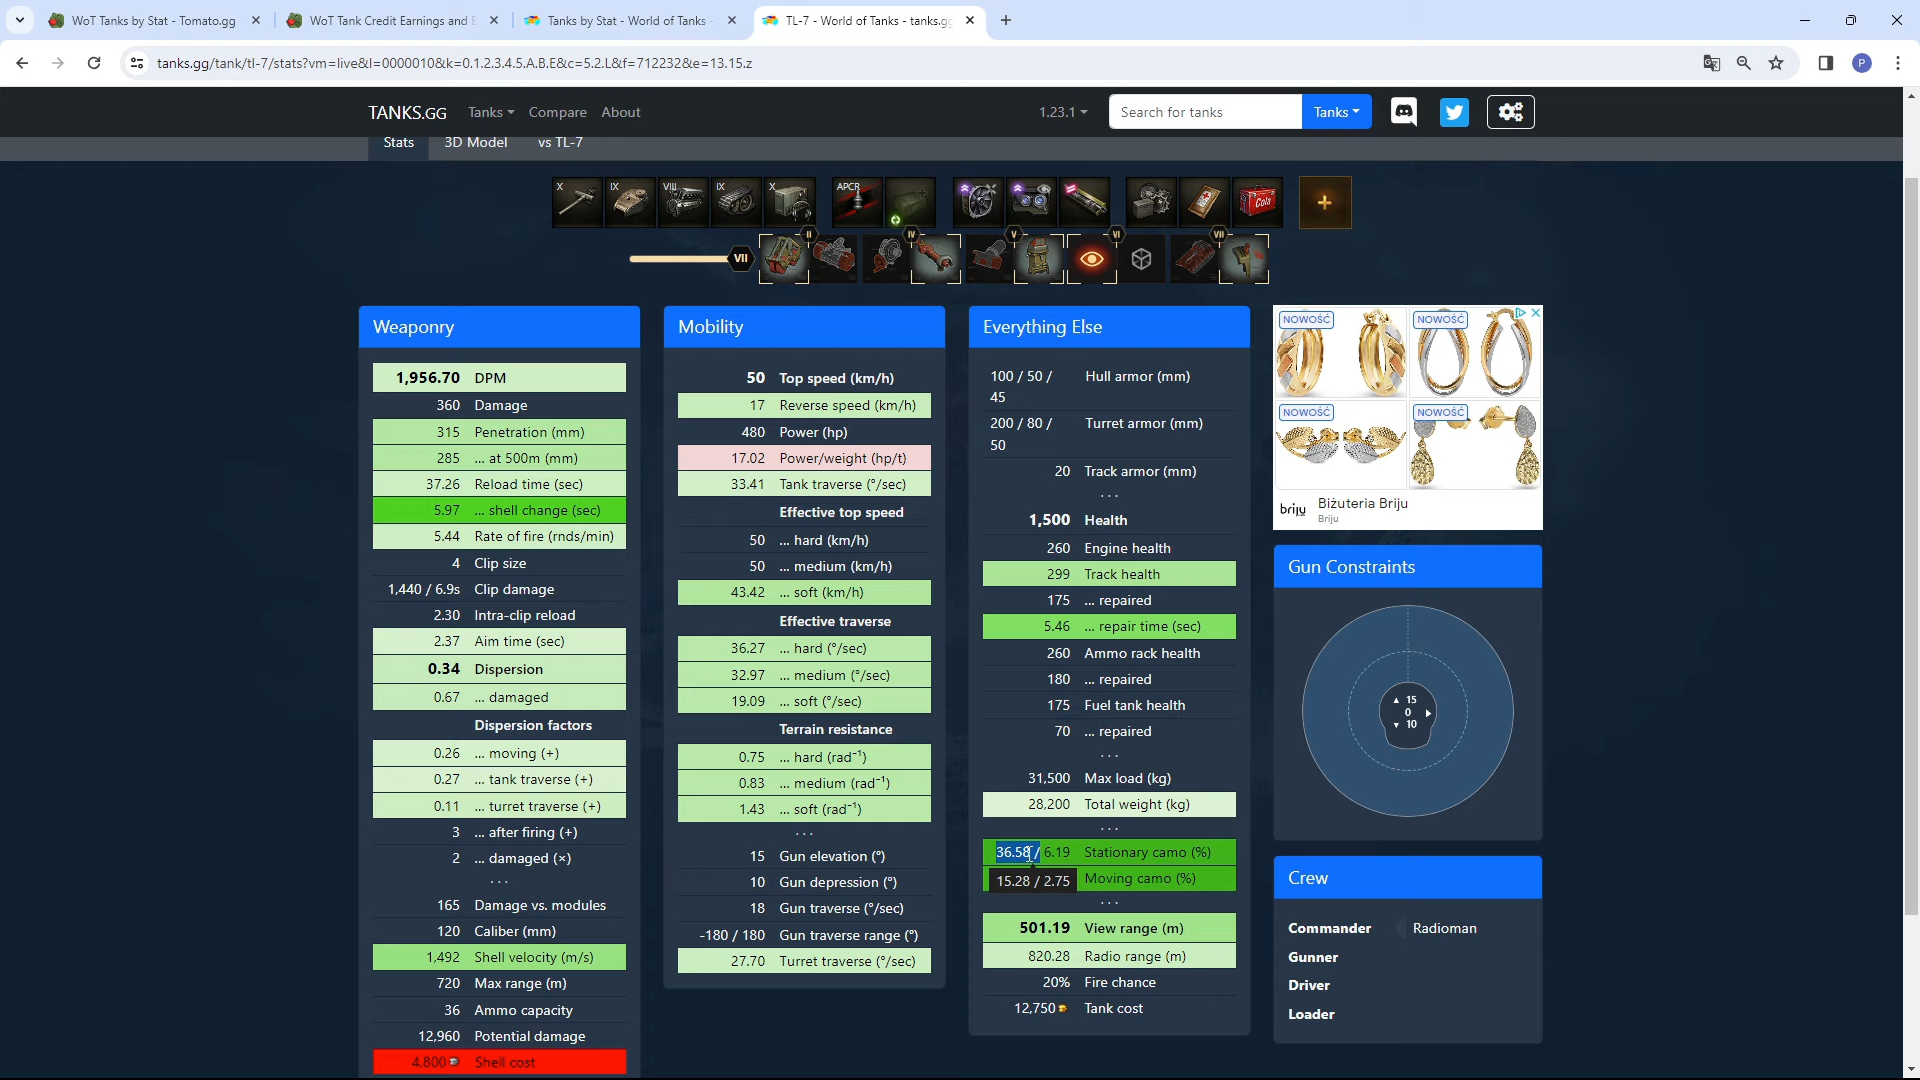 WoT Tanks by Stat - Tomato.gg
WoT Tank Credit Earnings and E
Tanks by Stat - World of Tanks -
TL-7 - World of Tanks - tanks.gg
tanks.gg/tank/tl-7/stats?vm=live&l=0000010&k=0.1.2.3.4.5.A.B.E&c=5.2.L&f=712232&e=13.15.z
P
TANKS.GG
Tanks
Compare
About
1.23.1
Search for tanks
Tanks
Stats
3D Model
vs TL-7
X
IX
VIII
IX
X
APCR
Cola
+
VII
II
IV
V
VI
VII
Weaponry
1,956.70 DPM
360 Damage
315 Penetration (mm)
285 ... at 500m (mm)
37.26 Reload time (sec)
5.97 ... shell change (sec)
5.44 Rate of fire (rnds/min)
4 Clip size
1,440 / 6.9s Clip damage
2.30 Intra-clip reload
2.37 Aim time (sec)
0.34 Dispersion
0.67 ... damaged
Dispersion factors
0.26 ... moving (+)
0.27 ... tank traverse (+)
0.11 ... turret traverse (+)
3 ... after firing (+)
2 ... damaged (×)
...
165 Damage vs. modules
120 Caliber (mm)
1,492 Shell velocity (m/s)
720 Max range (m)
36 Ammo capacity
12,960 Potential damage
4,800 Shell cost
Mobility
50 Top speed (km/h)
17 Reverse speed (km/h)
480 Power (hp)
17.02 Power/weight (hp/t)
33.41 Tank traverse (°/sec)
Effective top speed
50 ... hard (km/h)
50 ... medium (km/h)
43.42 ... soft (km/h)
Effective traverse
36.27 ... hard (°/sec)
32.97 ... medium (°/sec)
19.09 ... soft (°/sec)
Terrain resistance
0.75 ... hard (rad⁻¹)
0.83 ... medium (rad⁻¹)
1.43 ... soft (rad⁻¹)
...
15 Gun elevation (°)
10 Gun depression (°)
18 Gun traverse (°/sec)
-180 / 180 Gun traverse range (°)
27.70 Turret traverse (°/sec)
Everything Else
100 / 50 / Hull armor (mm)
45
200 / 80 / Turret armor (mm)
50
20 Track armor (mm)
...
1,500 Health
260 Engine health
299 Track health
175 ... repaired
5.46 ... repair time (sec)
260 Ammo rack health
180 ... repaired
175 Fuel tank health
70 ... repaired
...
31,500 Max load (kg)
28,200 Total weight (kg)
...
36.58 / 6.19 Stationary camo (%)
15.28 / 2.75 Moving camo (%)
...
501.19 View range (m)
820.28 Radio range (m)
20% Fire chance
12,750 Tank cost
NOWOŚĆ
NOWOŚĆ
NOWOŚĆ
NOWOŚĆ
briju
Biżuteria Briju
Briju
Gun Constraints
15
0
10
Crew
Commander Radioman
Gunner
Driver
Loader